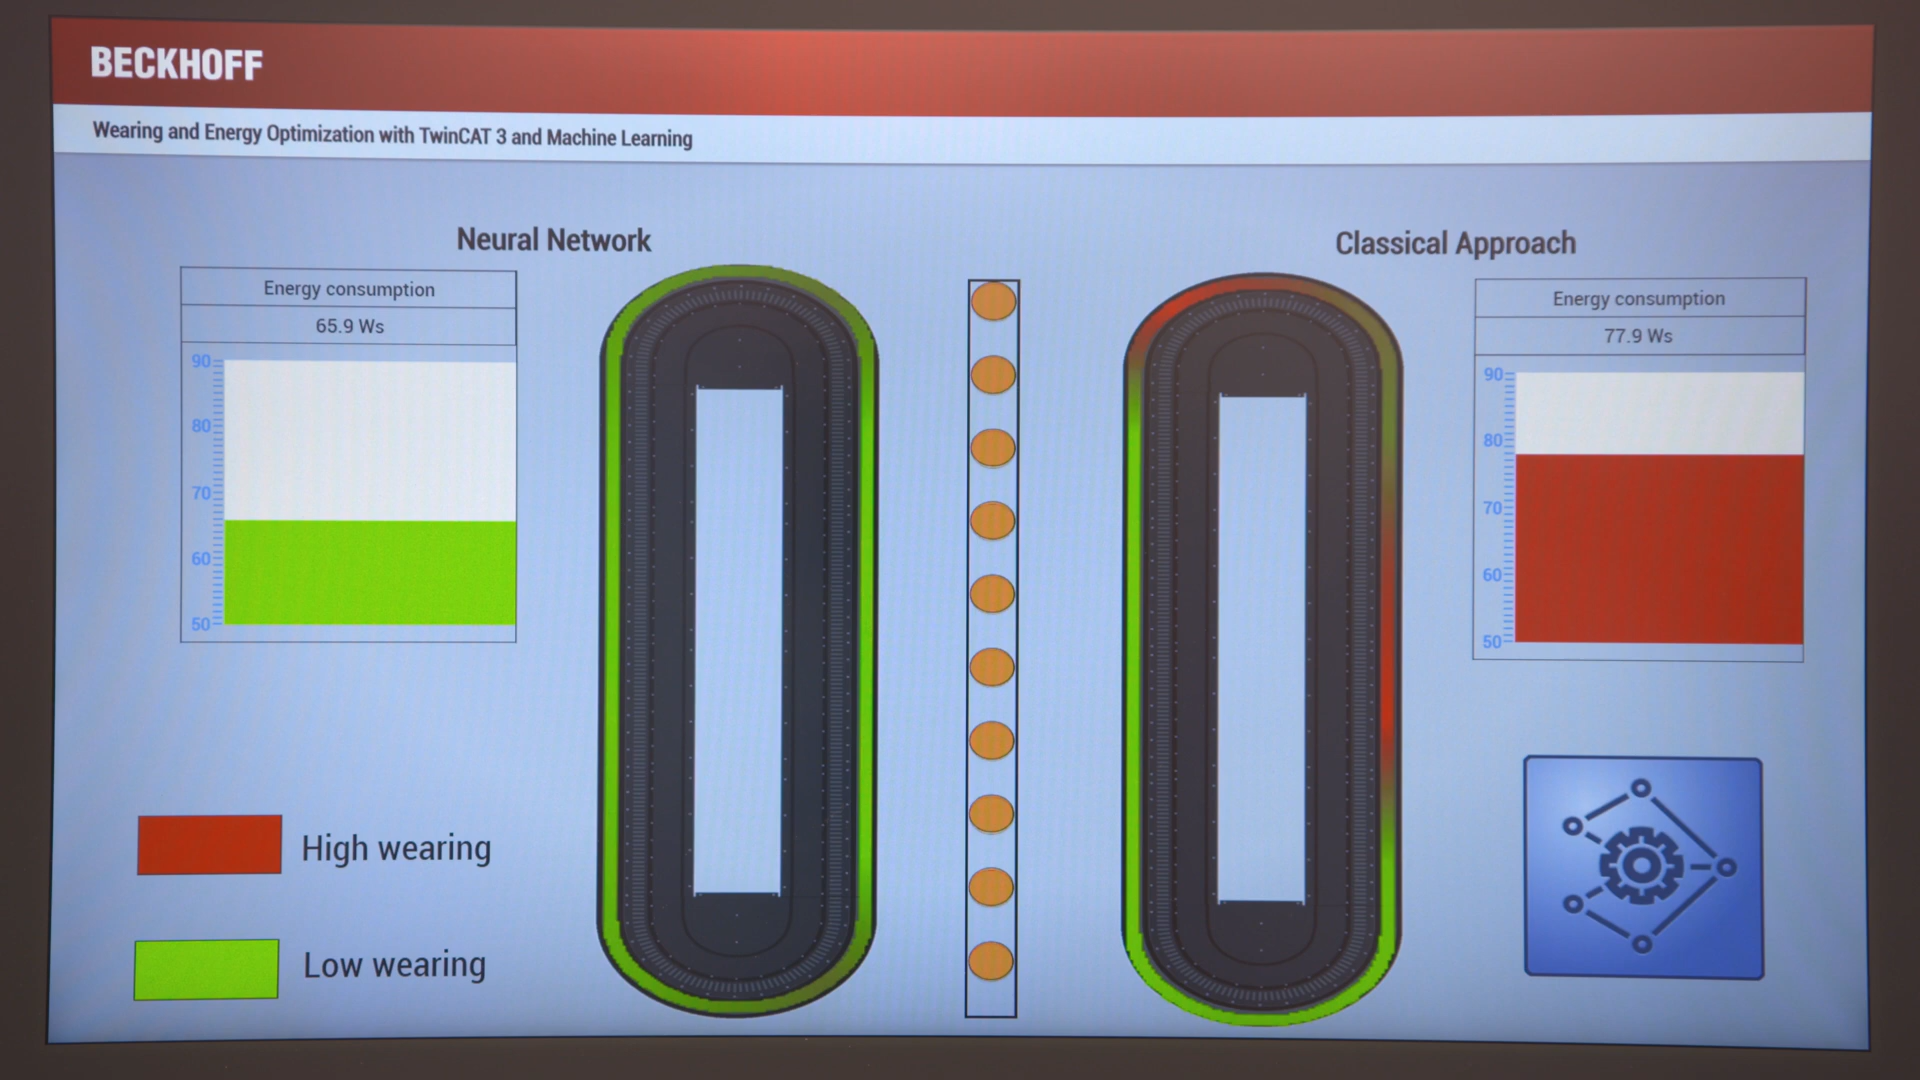 BECKHOFF
Wearing and Energy Optimization with TwinCAT 3 and Machine Learning
Neural Network
Classical Approach
Energy consumption
65.9 Ws
90
80
70
60
50
Energy consumption
77.9 Ws
90
80
70
60
50
High wearing
Low wearing